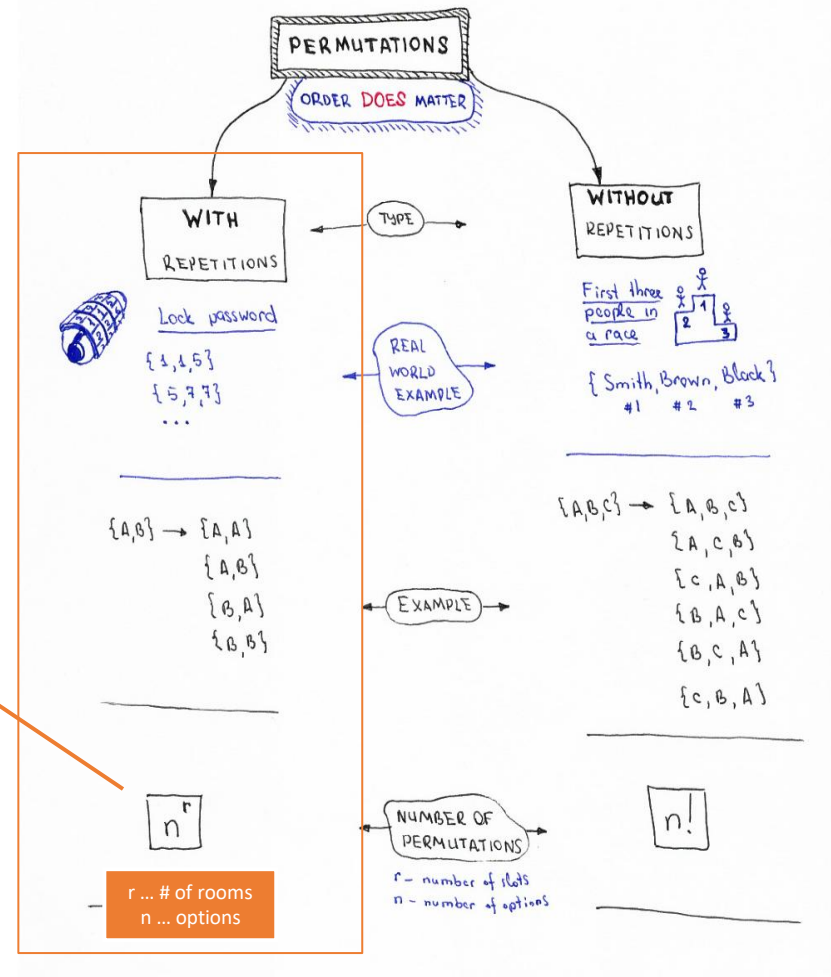 PERMUTATIONS
ORDER DOES MATTER
WITH
REPETITIONS
TYPE
WITHOUT
REPETITIONS
Lock password
{1,1,5}
{5,7,7}
...
REAL
WORLD
EXAMPLE
First three
people in
a race
1
2
3
{Smith, Brown, Black}
#1 #2 #3
{A,B} → {A,A}
{A,B}
{B,A}
{B,B}
EXAMPLE
{A,B,C} → {A,B,C}
{A,C,B}
{C,A,B}
{B,A,C}
{B,C,A}
{C,B,A}
n^r
NUMBER OF
PERMUTATIONS
r - number of slots
n - number of options
n!
r ... # of rooms
n ... options